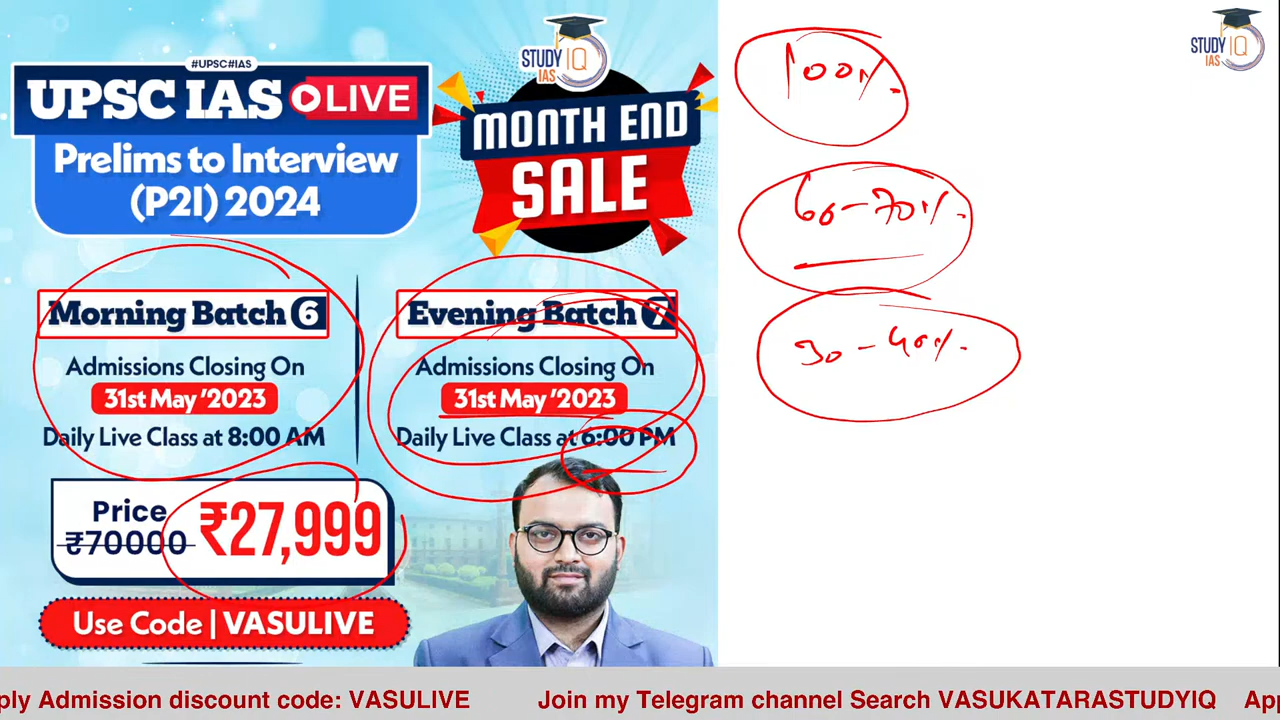 #UPSC#IAS
UPSC IAS LIVE
Prelims to Interview
(P2I) 2024
STUDY IQ
IAS
MONTH END
SALE
Morning Batch 6
Admissions Closing On
31st May '2023
Daily Live Class at 8:00 AM
Evening Batch 7
Admissions Closing On
31st May '2023
Daily Live Class at 6:00 PM
Price
₹70000
₹27,999
Use Code | VASULIVE
100%
60-70%.
30-40%.
STUDY IQ
IAS
ply Admission discount code: VASULIVE Join my Telegram channel Search VASUKATARASTUDYIQ App